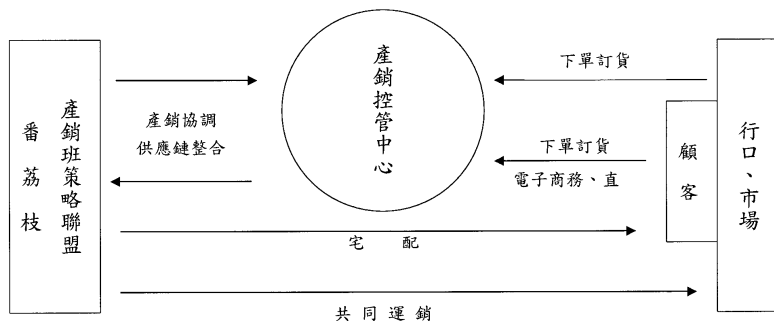 產銷班策略聯盟
番荔枝
產銷協調
供應鏈整合
產銷控管中心
下單訂貨
下單訂貨
電子商務、直
顧客
行口、市場
宅配
共同運銷